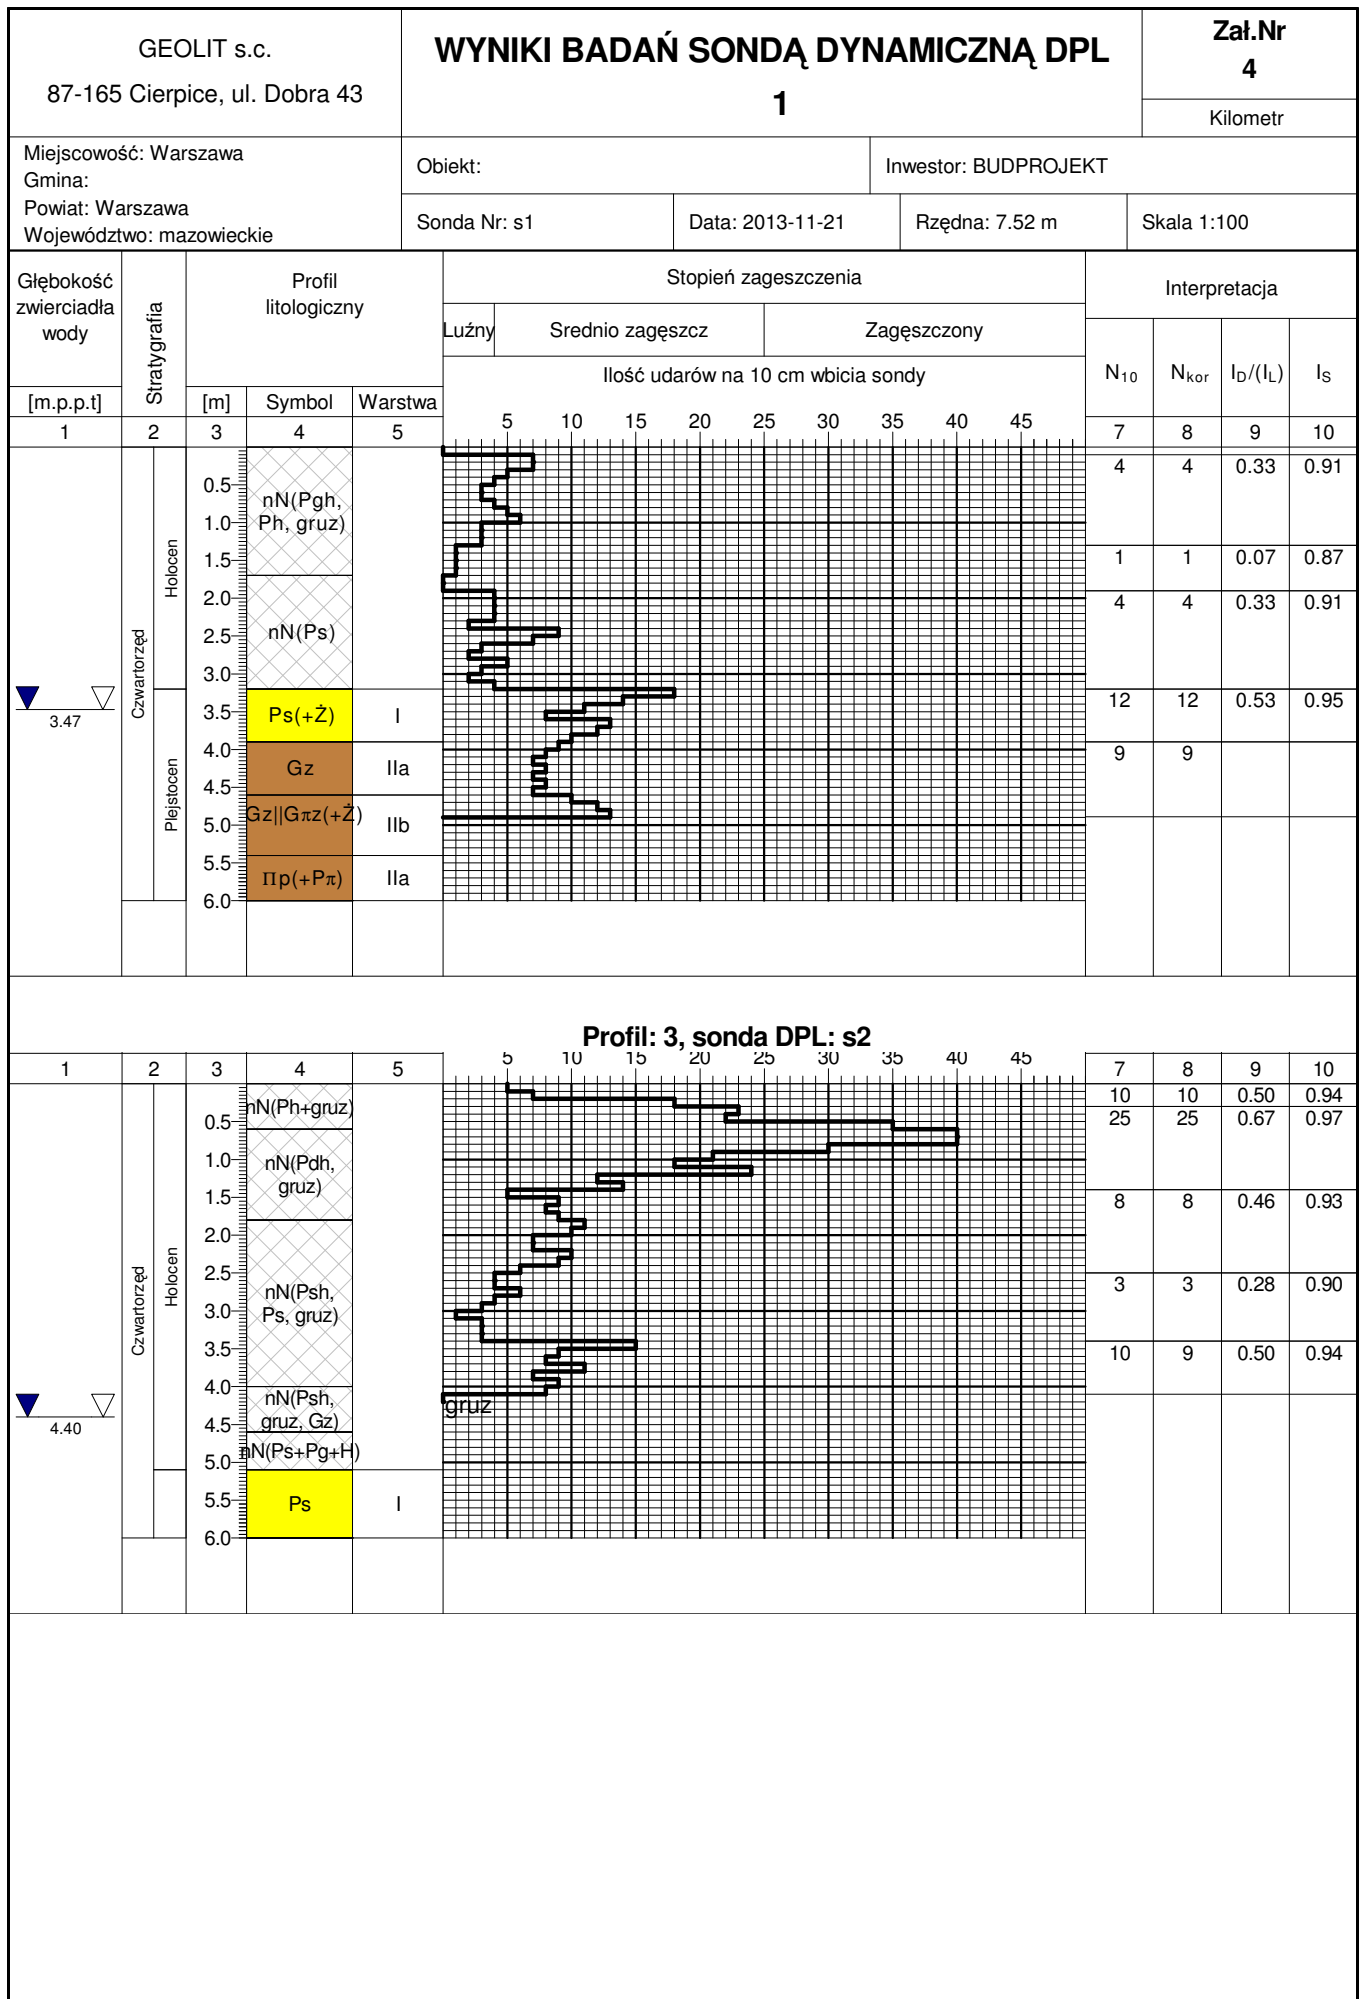 GEOLIT s.c.
87-165 Cierpice, ul. Dobra 43
WYNIKI BADAŃ SONDĄ DYNAMICZNĄ DPL
1
Zał.Nr
4
Kilometr
Miejscowość: Warszawa
Gmina:
Powiat: Warszawa
Województwo: mazowieckie
Obiekt:
Inwestor: BUDPROJEKT
Sonda Nr: s1
Data: 2013-11-21
Rzędna: 7.52 m
Skala 1:100
Głębokość
zwierciadła
wody
[m.p.p.t]
Stratygrafia
Profil
litologiczny
[m]
Symbol
Warstwa
Stopień zageszczenia
Luźny
Srednio zagęszcz
Zagęszczony
Ilość udarów na 10 cm wbicia sondy
5 10 15 20 25 30 35 40 45
Interpretacja
N10 Nkor ID/(IL) IS
1 2 3 4 5 7 8 9 10
Czwartorzęd
Holocen
Plejstocen
3.47
0.5
1.0
1.5
2.0
2.5
3.0
3.5
4.0
4.5
5.0
5.5
6.0
nN(Pgh,
Ph, gruz)
nN(Ps)
Ps(+Ż) I
Gz IIa
Gz||Gπz(+Ż) IIb
Πp(+Pπ) IIa
4 4 0.33 0.91
1 1 0.07 0.87
4 4 0.33 0.91
12 12 0.53 0.95
9 9
Profil: 3, sonda DPL: s2
5 10 15 20 25 30 35 40 45
1 2 3 4 5 7 8 9 10
Czwartorzęd
Holocen
4.40
0.5
1.0
1.5
2.0
2.5
3.0
3.5
4.0
4.5
5.0
5.5
6.0
nN(Ph+gruz)
nN(Pdh,
gruz)
nN(Psh,
Ps, gruz)
nN(Psh,
gruz, Gz)
nN(Ps+Pg+H)
Ps I
gruz
10 10 0.50 0.94
25 25 0.67 0.97
8 8 0.46 0.93
3 3 0.28 0.90
10 9 0.50 0.94